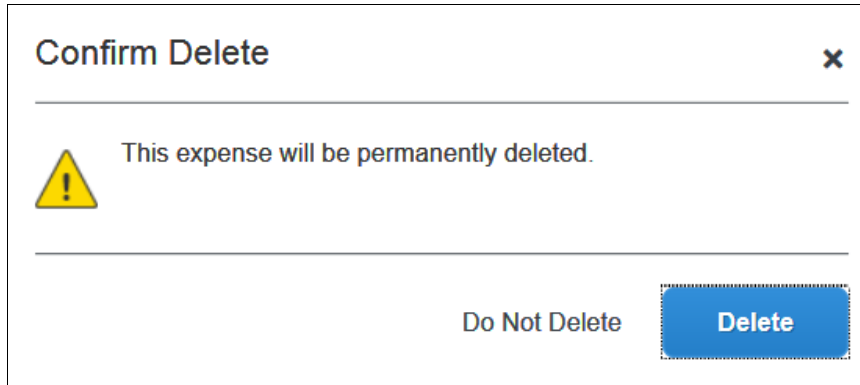 Confirm Delete
This expense will be permanently deleted.
Do Not Delete
Delete